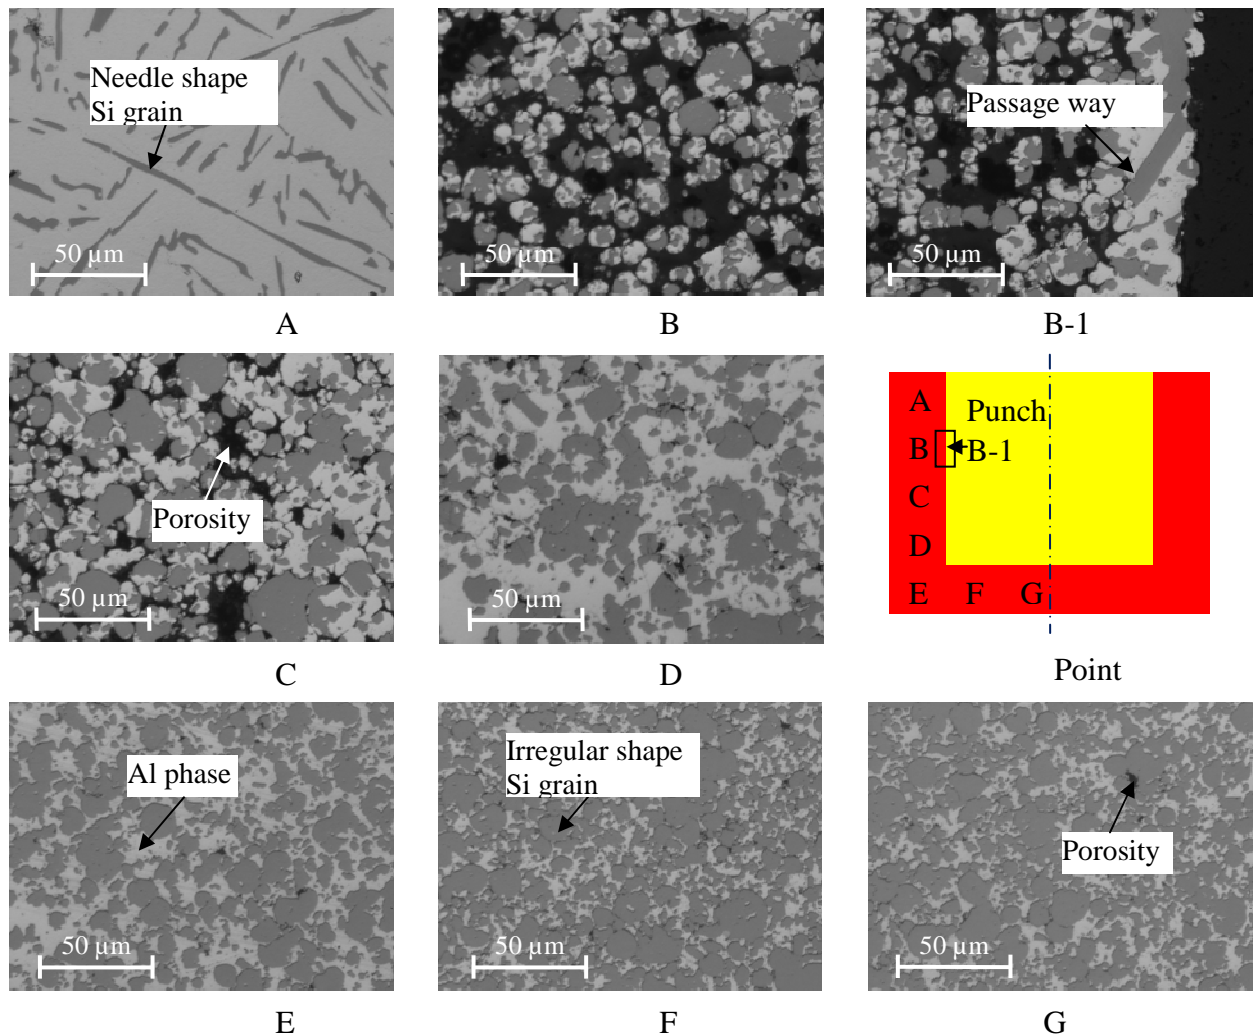 Needle shape
Si grain
50 µm
A
50 µm
B
Passage way
50 µm
B-1
Porosity
50 µm
C
50 µm
D
A
Punch
B
B-1
C
D
E F G
Point
Al phase
50 µm
E
Irregular shape
Si grain
50 µm
F
Porosity
50 µm
G